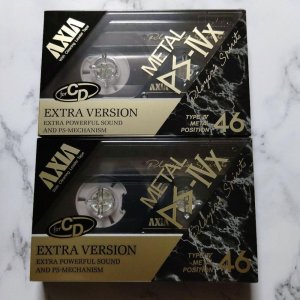 AXIA
METAL
PS-IVx
for CD
EXTRA VERSION
EXTRA POWERFUL SOUND
AND PS-MECHANISM
TYPE IV
METAL
POSITION
46
AXIA
METAL
PS-IVx
AXIA
for CD
EXTRA VERSION
EXTRA POWERFUL SOUND
AND PS-MECHANISM
TYPE IV
METAL
POSITION
46